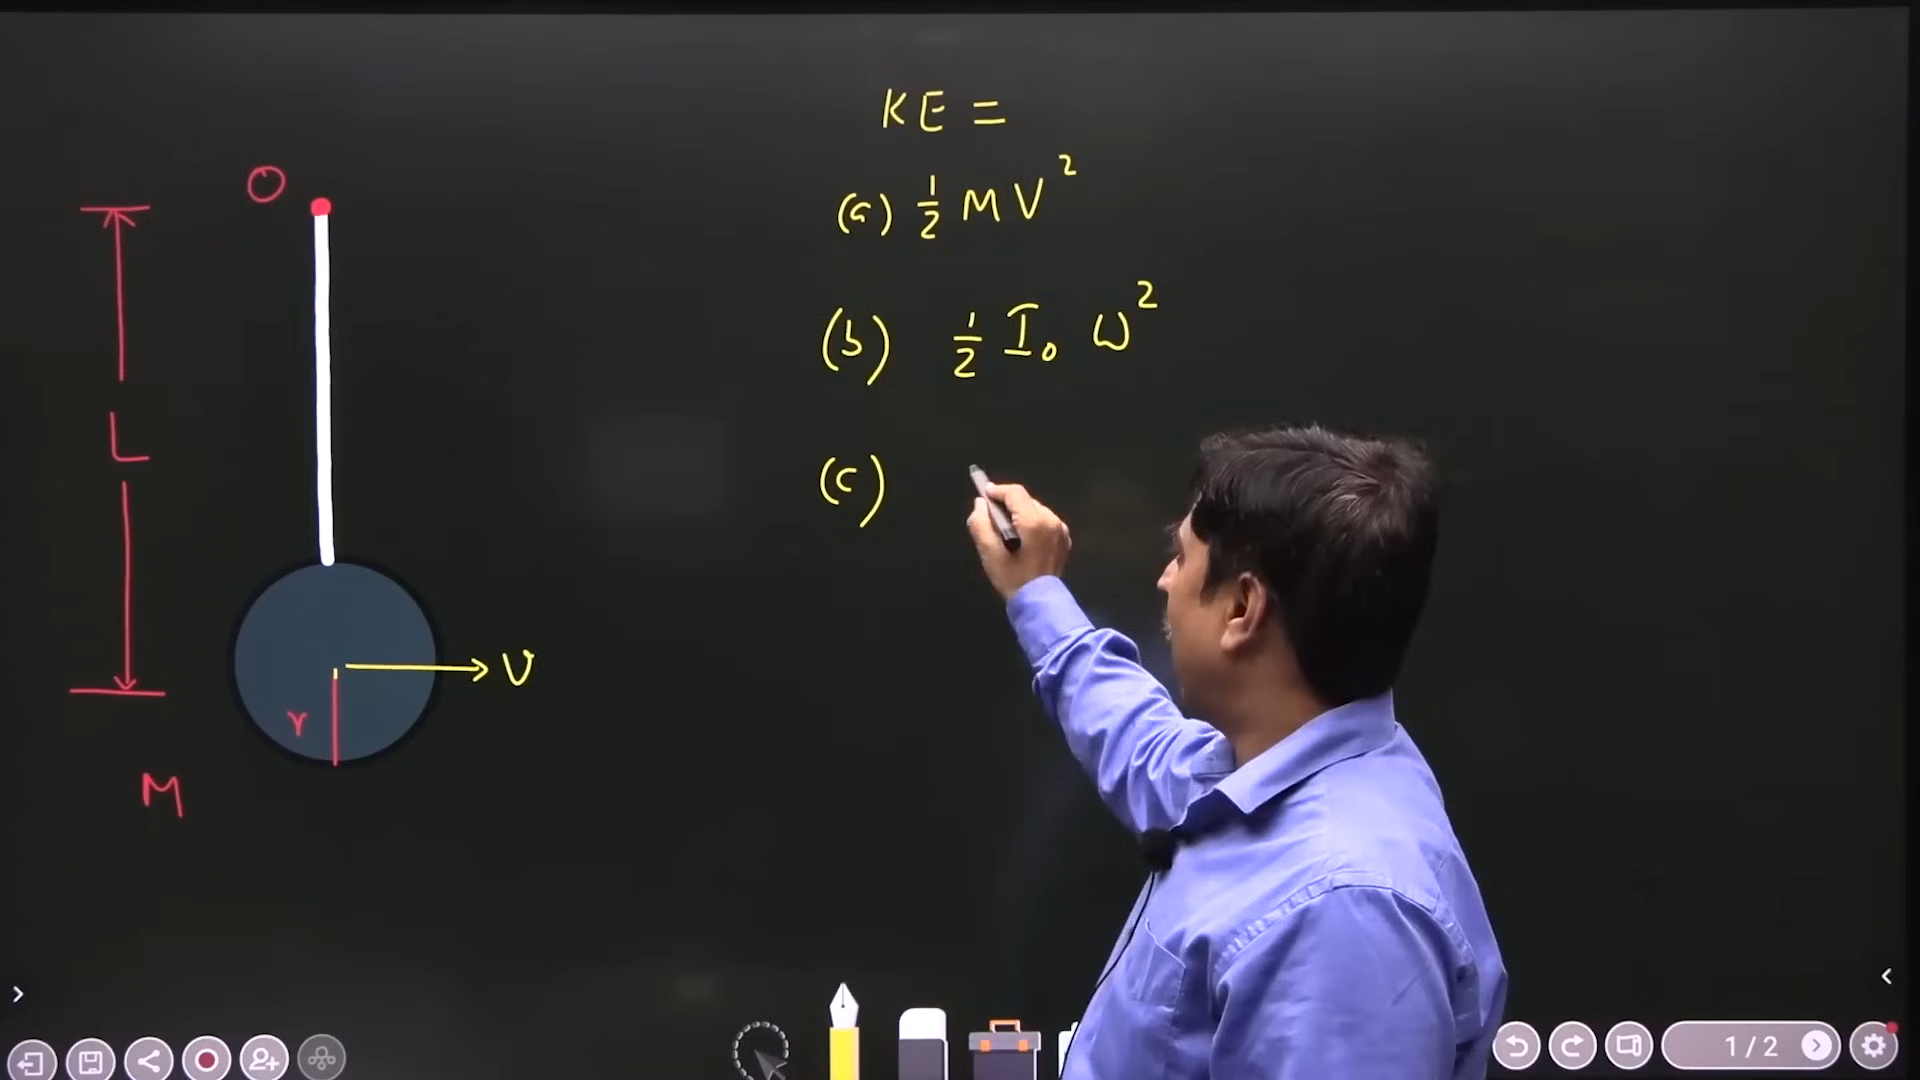 KE =
O
(a) 1/2 MV²
(b) 1/2 I₀ ω²
L
(c)
V
r
M
1/2